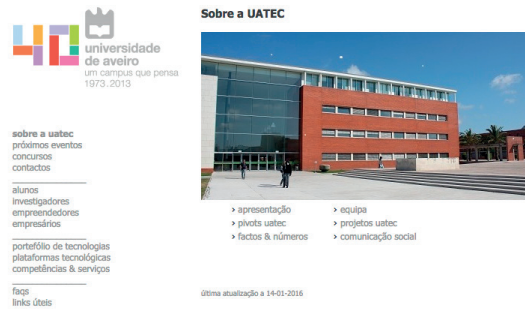 universidade
de aveiro
um campus que pensa
1973.2013
sobre a uatec
próximos eventos
concursos
contactos
alunos
investigadores
empreendedores
empresários
portefólio de tecnologias
plataformas tecnológicas
competências & serviços
faqs
links úteis
Sobre a UATEC
› apresentação
› equipa
› pivots uatec
› projetos uatec
› factos & números
› comunicação social
última atualização a 14-01-2016